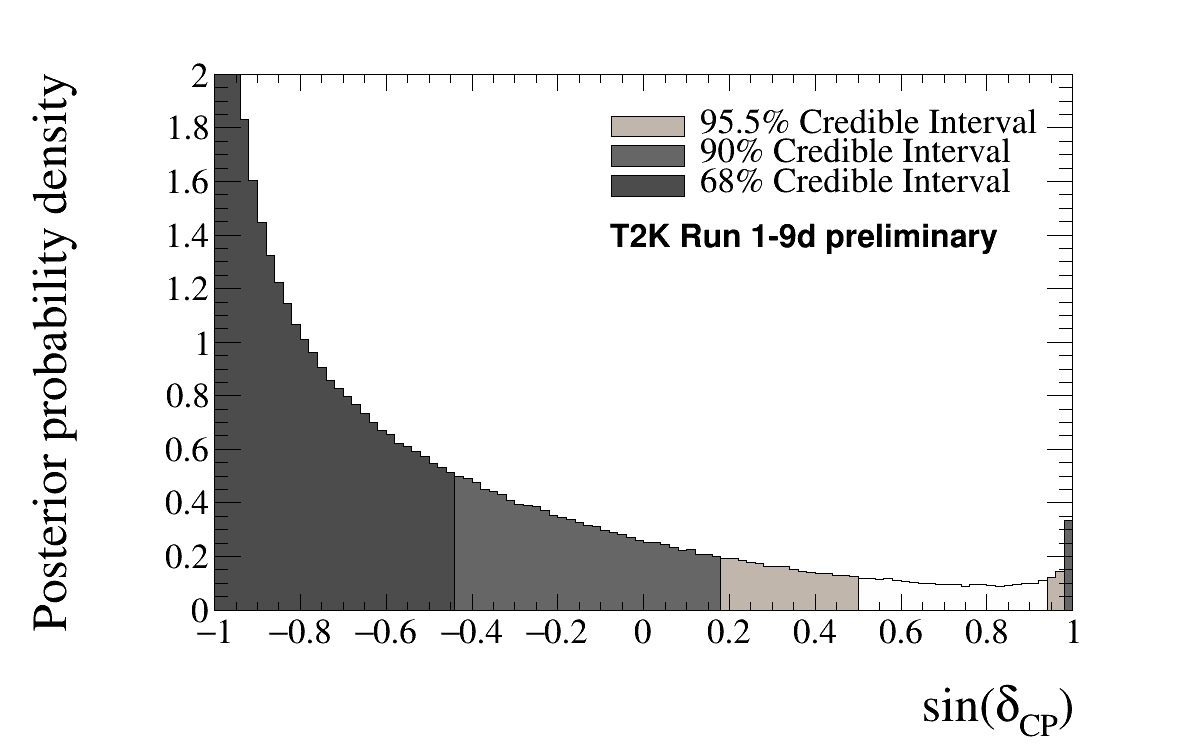 Posterior probability density
2
1.8
1.6
1.4
1.2
1
0.8
0.6
0.4
0.2
0
95.5% Credible Interval
90% Credible Interval
68% Credible Interval
T2K Run 1-9d preliminary
−1 −0.8 −0.6 −0.4 −0.2 0 0.2 0.4 0.6 0.8 1
sin(δCP)